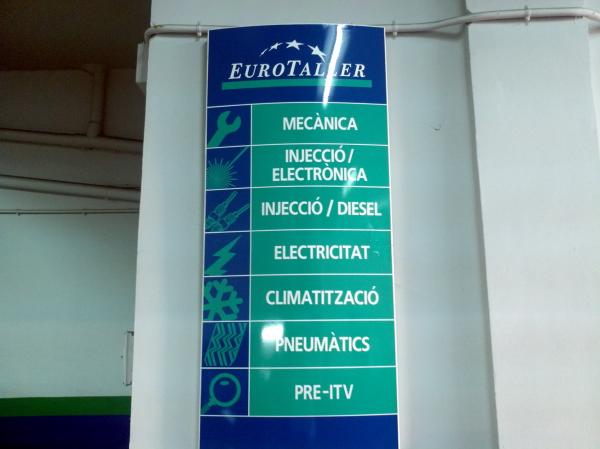 EUROTALLER
MECÀNICA
INJECCIÓ /
ELECTRÒNICA
INJECCIÓ / DIESEL
ELECTRICITAT
CLIMATITZACIÓ
PNEUMÀTICS
PRE-ITV